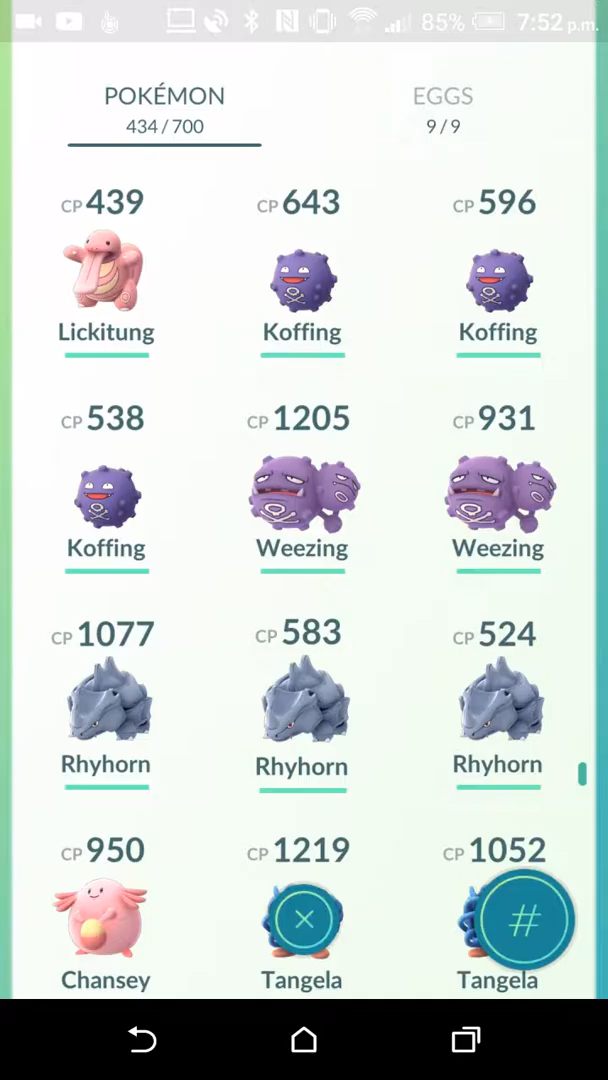 85% 7:52 p.m.
POKÉMON EGGS
434 / 700 9 / 9
CP 439 CP 643 CP 596
Lickitung Koffing Koffing
CP 538 CP 1205 CP 931
Koffing Weezing Weezing
CP 1077 CP 583 CP 524
Rhyhorn Rhyhorn Rhyhorn
CP 950 CP 1219 CP 1052
#
Chansey Tangela Tangela